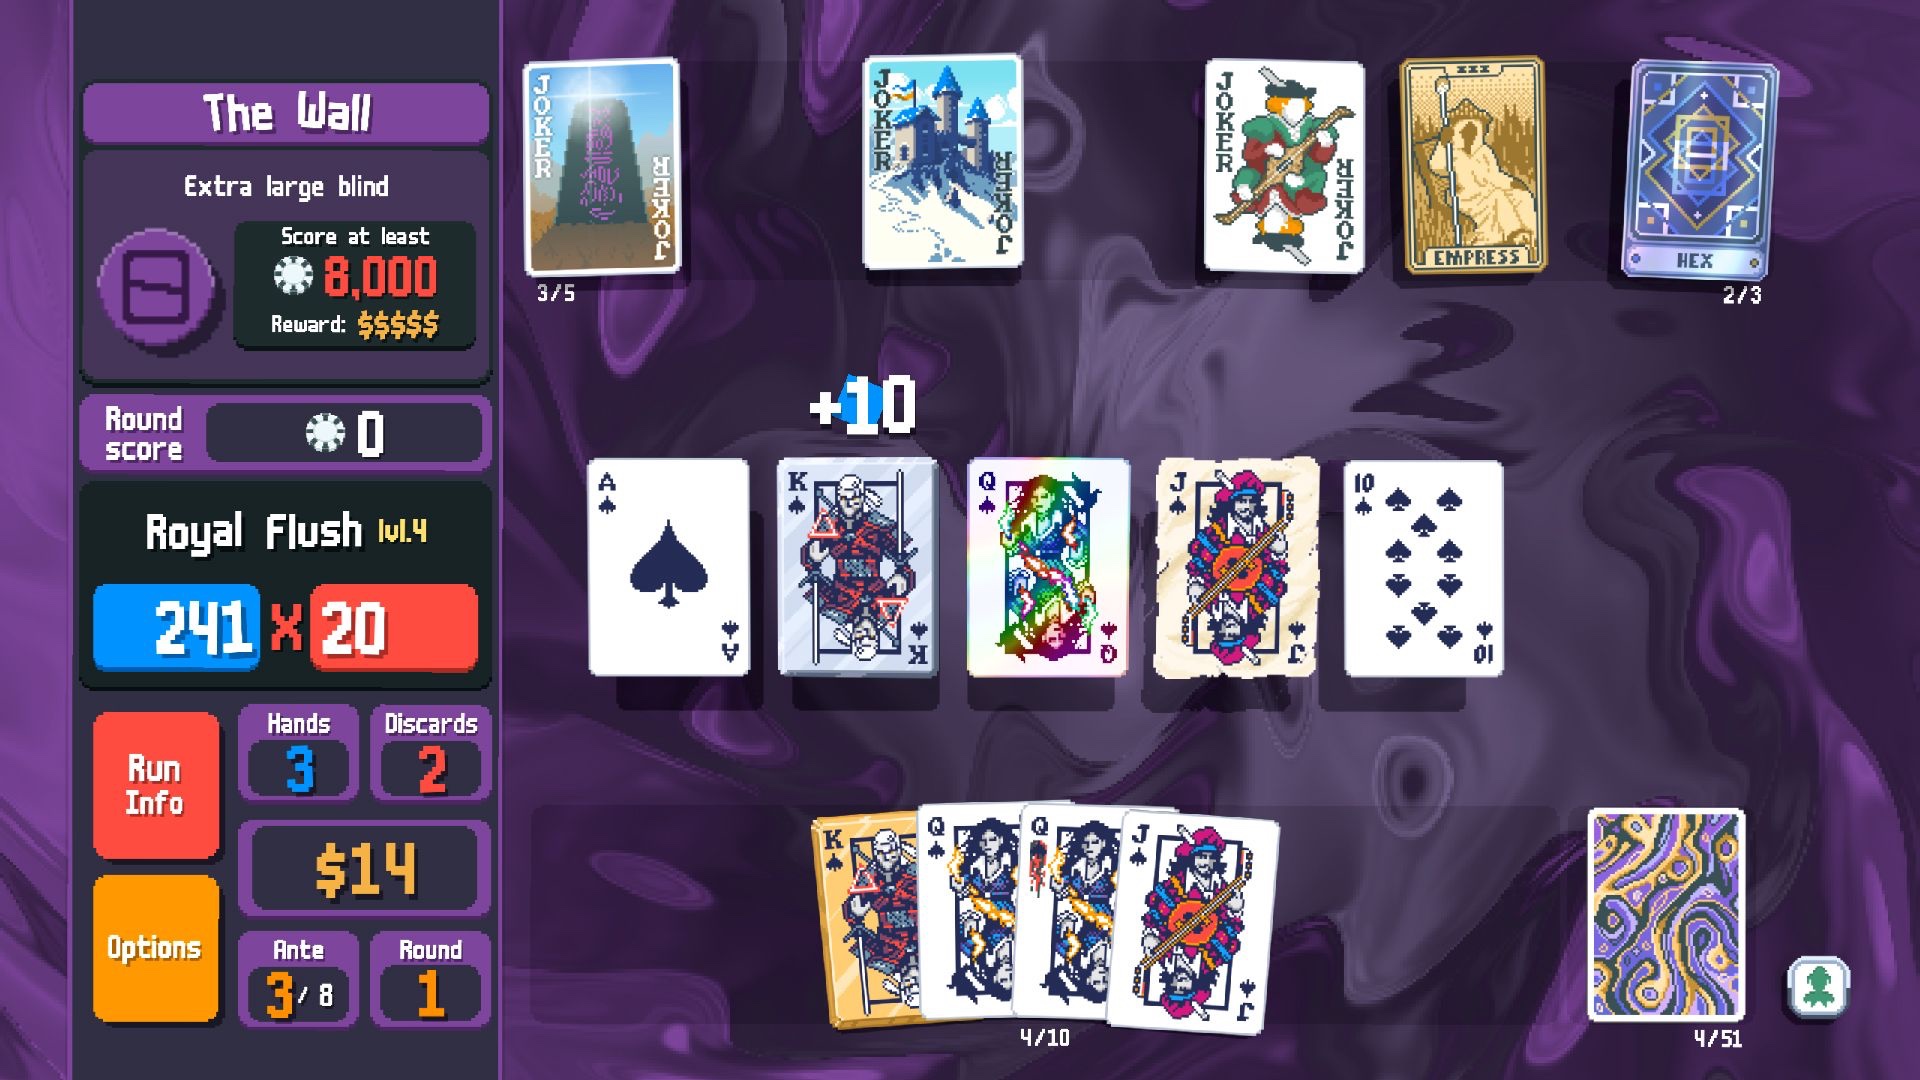 The Wall
Extra large blind
Score at least
8,000
Reward: $$$$$
Round
score
0
Royal Flush lvl.4
241 X 20
Run
Info
Options
Hands
3
Discards
2
$14
Ante
3/8
Round
1
JOKER
JOKER
3/5
JOKER
JOKER
JOKER
JOKER
III
EMPRESS
HEX
2/3
+10
A
A
K
K
Q
Q
J
J
10
10
K
Q
Q
J
J
4/10
4/51